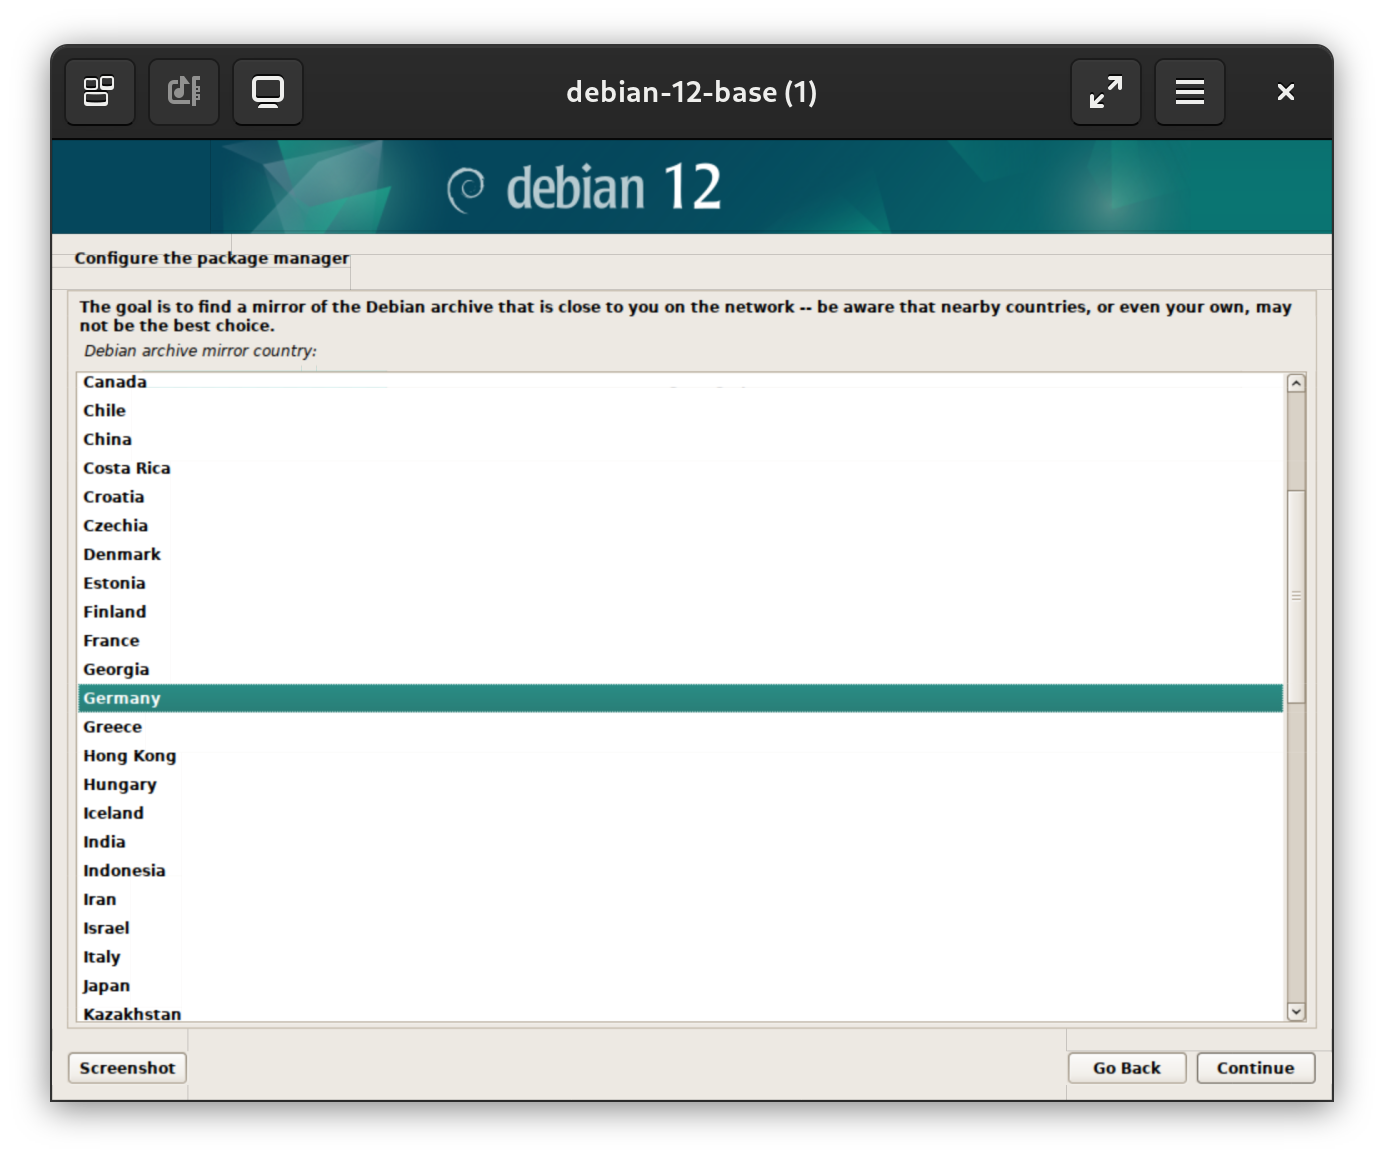 debian-12-base (1)
debian 12
Configure the package manager
The goal is to find a mirror of the Debian archive that is close to you on the network -- be aware that nearby countries, or even your own, may
not be the best choice.
Debian archive mirror country:
Canada
Chile
China
Costa Rica
Croatia
Czechia
Denmark
Estonia
Finland
France
Georgia
Germany
Greece
Hong Kong
Hungary
Iceland
India
Indonesia
Iran
Israel
Italy
Japan
Kazakhstan
Screenshot
Go Back
Continue